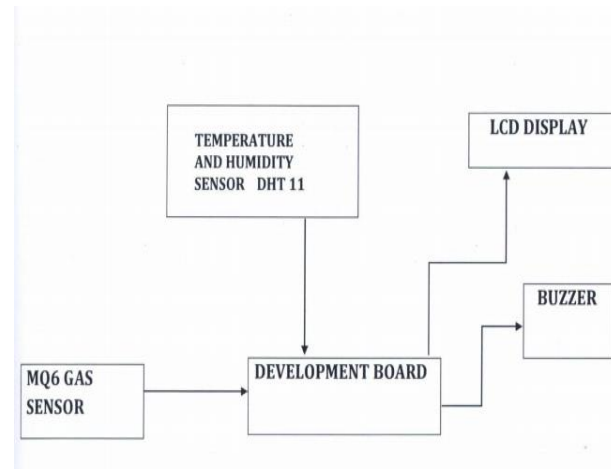 TEMPERATURE
AND HUMIDITY
SENSOR DHT 11
LCD DISPLAY
BUZZER
MQ6 GAS
SENSOR
DEVELOPMENT BOARD